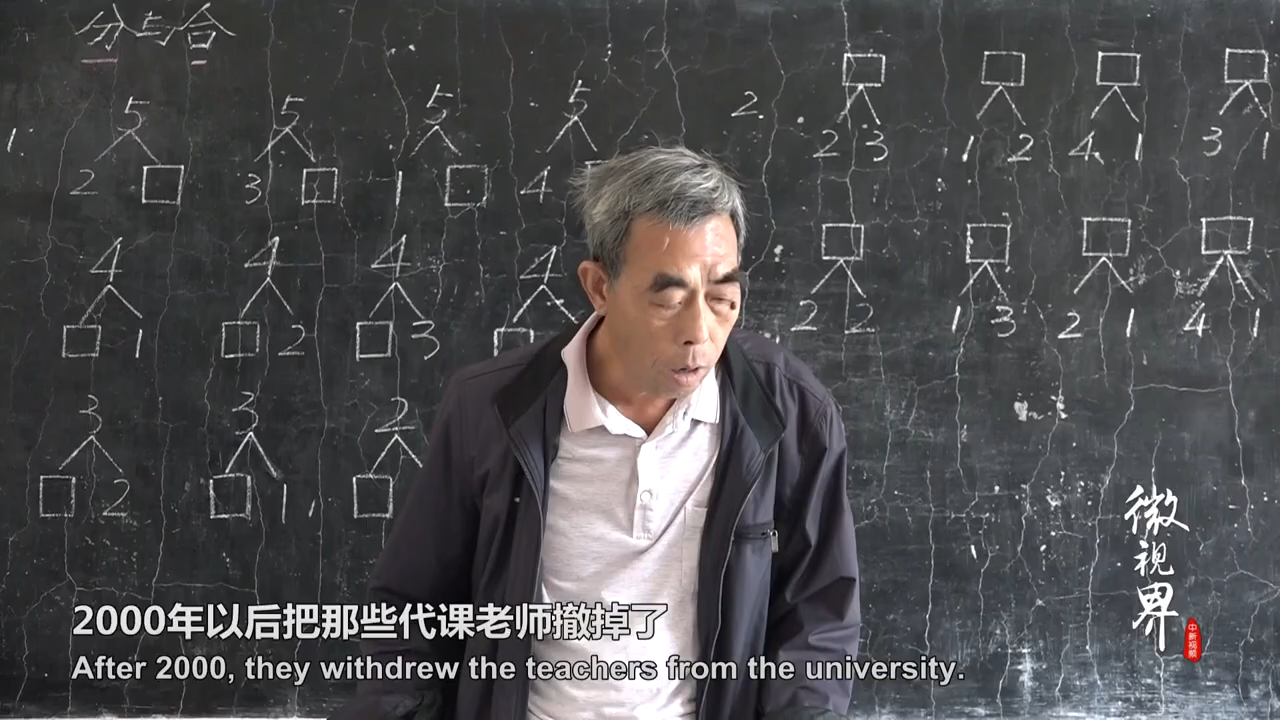 分与合
1. 5 5 5 5
2 □ 3 □ 1 □ 4
4 4 4 4
□ 1 □ 2 □ 3 □
3 3 2
□ 2 □ 1 □
2. □ □ □ □
2 3 1 2 4 1 3 1
□ □ □ □
2 2 1 3 2 1 4 1
微视界
中新视频
2000年以后把那些代课老师撤掉了
After 2000, they withdrew the teachers from the university.